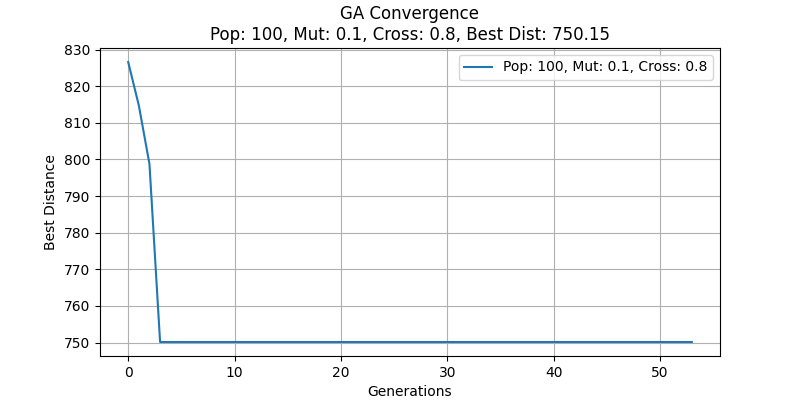 GA Convergence
Pop: 100, Mut: 0.1, Cross: 0.8, Best Dist: 750.15
830
820
810
800
790
780
770
760
750
Best Distance
Pop: 100, Mut: 0.1, Cross: 0.8
0 10 20 30 40 50
Generations